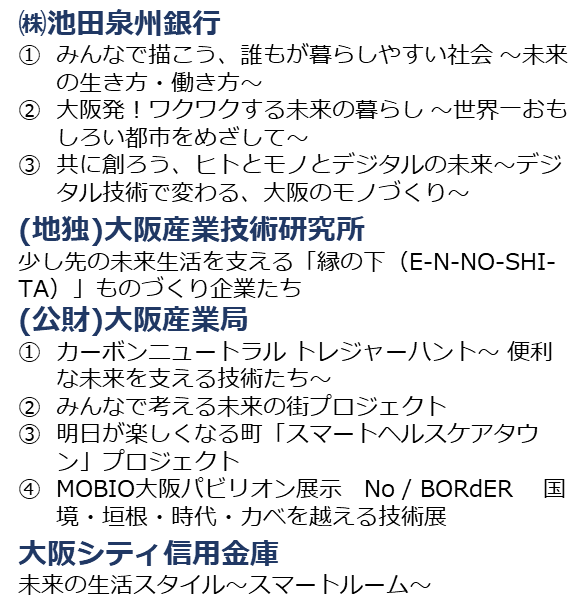 ㈱池田泉州銀行
① みんなで描こう、誰もが暮らしやすい社会 ～未来
の生き方・働き方～
② 大阪発！ワクワクする未来の暮らし ～世界一おも
しろい都市をめざして～
③ 共に創ろう、ヒトとモノとデジタルの未来～デジ
タル技術で変わる、大阪のモノづくり～
(地独)大阪産業技術研究所
少し先の未来生活を支える「縁の下（E-N-NO-SHI-
TA）」ものづくり企業たち
(公財)大阪産業局
① カーボンニュートラル トレジャーハント～ 便利
な未来を支える技術たち～
② みんなで考える未来の街プロジェクト
③ 明日が楽しくなる町「スマートヘルスケアタウ
ン」プロジェクト
④ MOBIO大阪パビリオン展示　No / BORdER　国
境・垣根・時代・カベを越える技術展
大阪シティ信用金庫
未来の生活スタイル～スマートルーム～